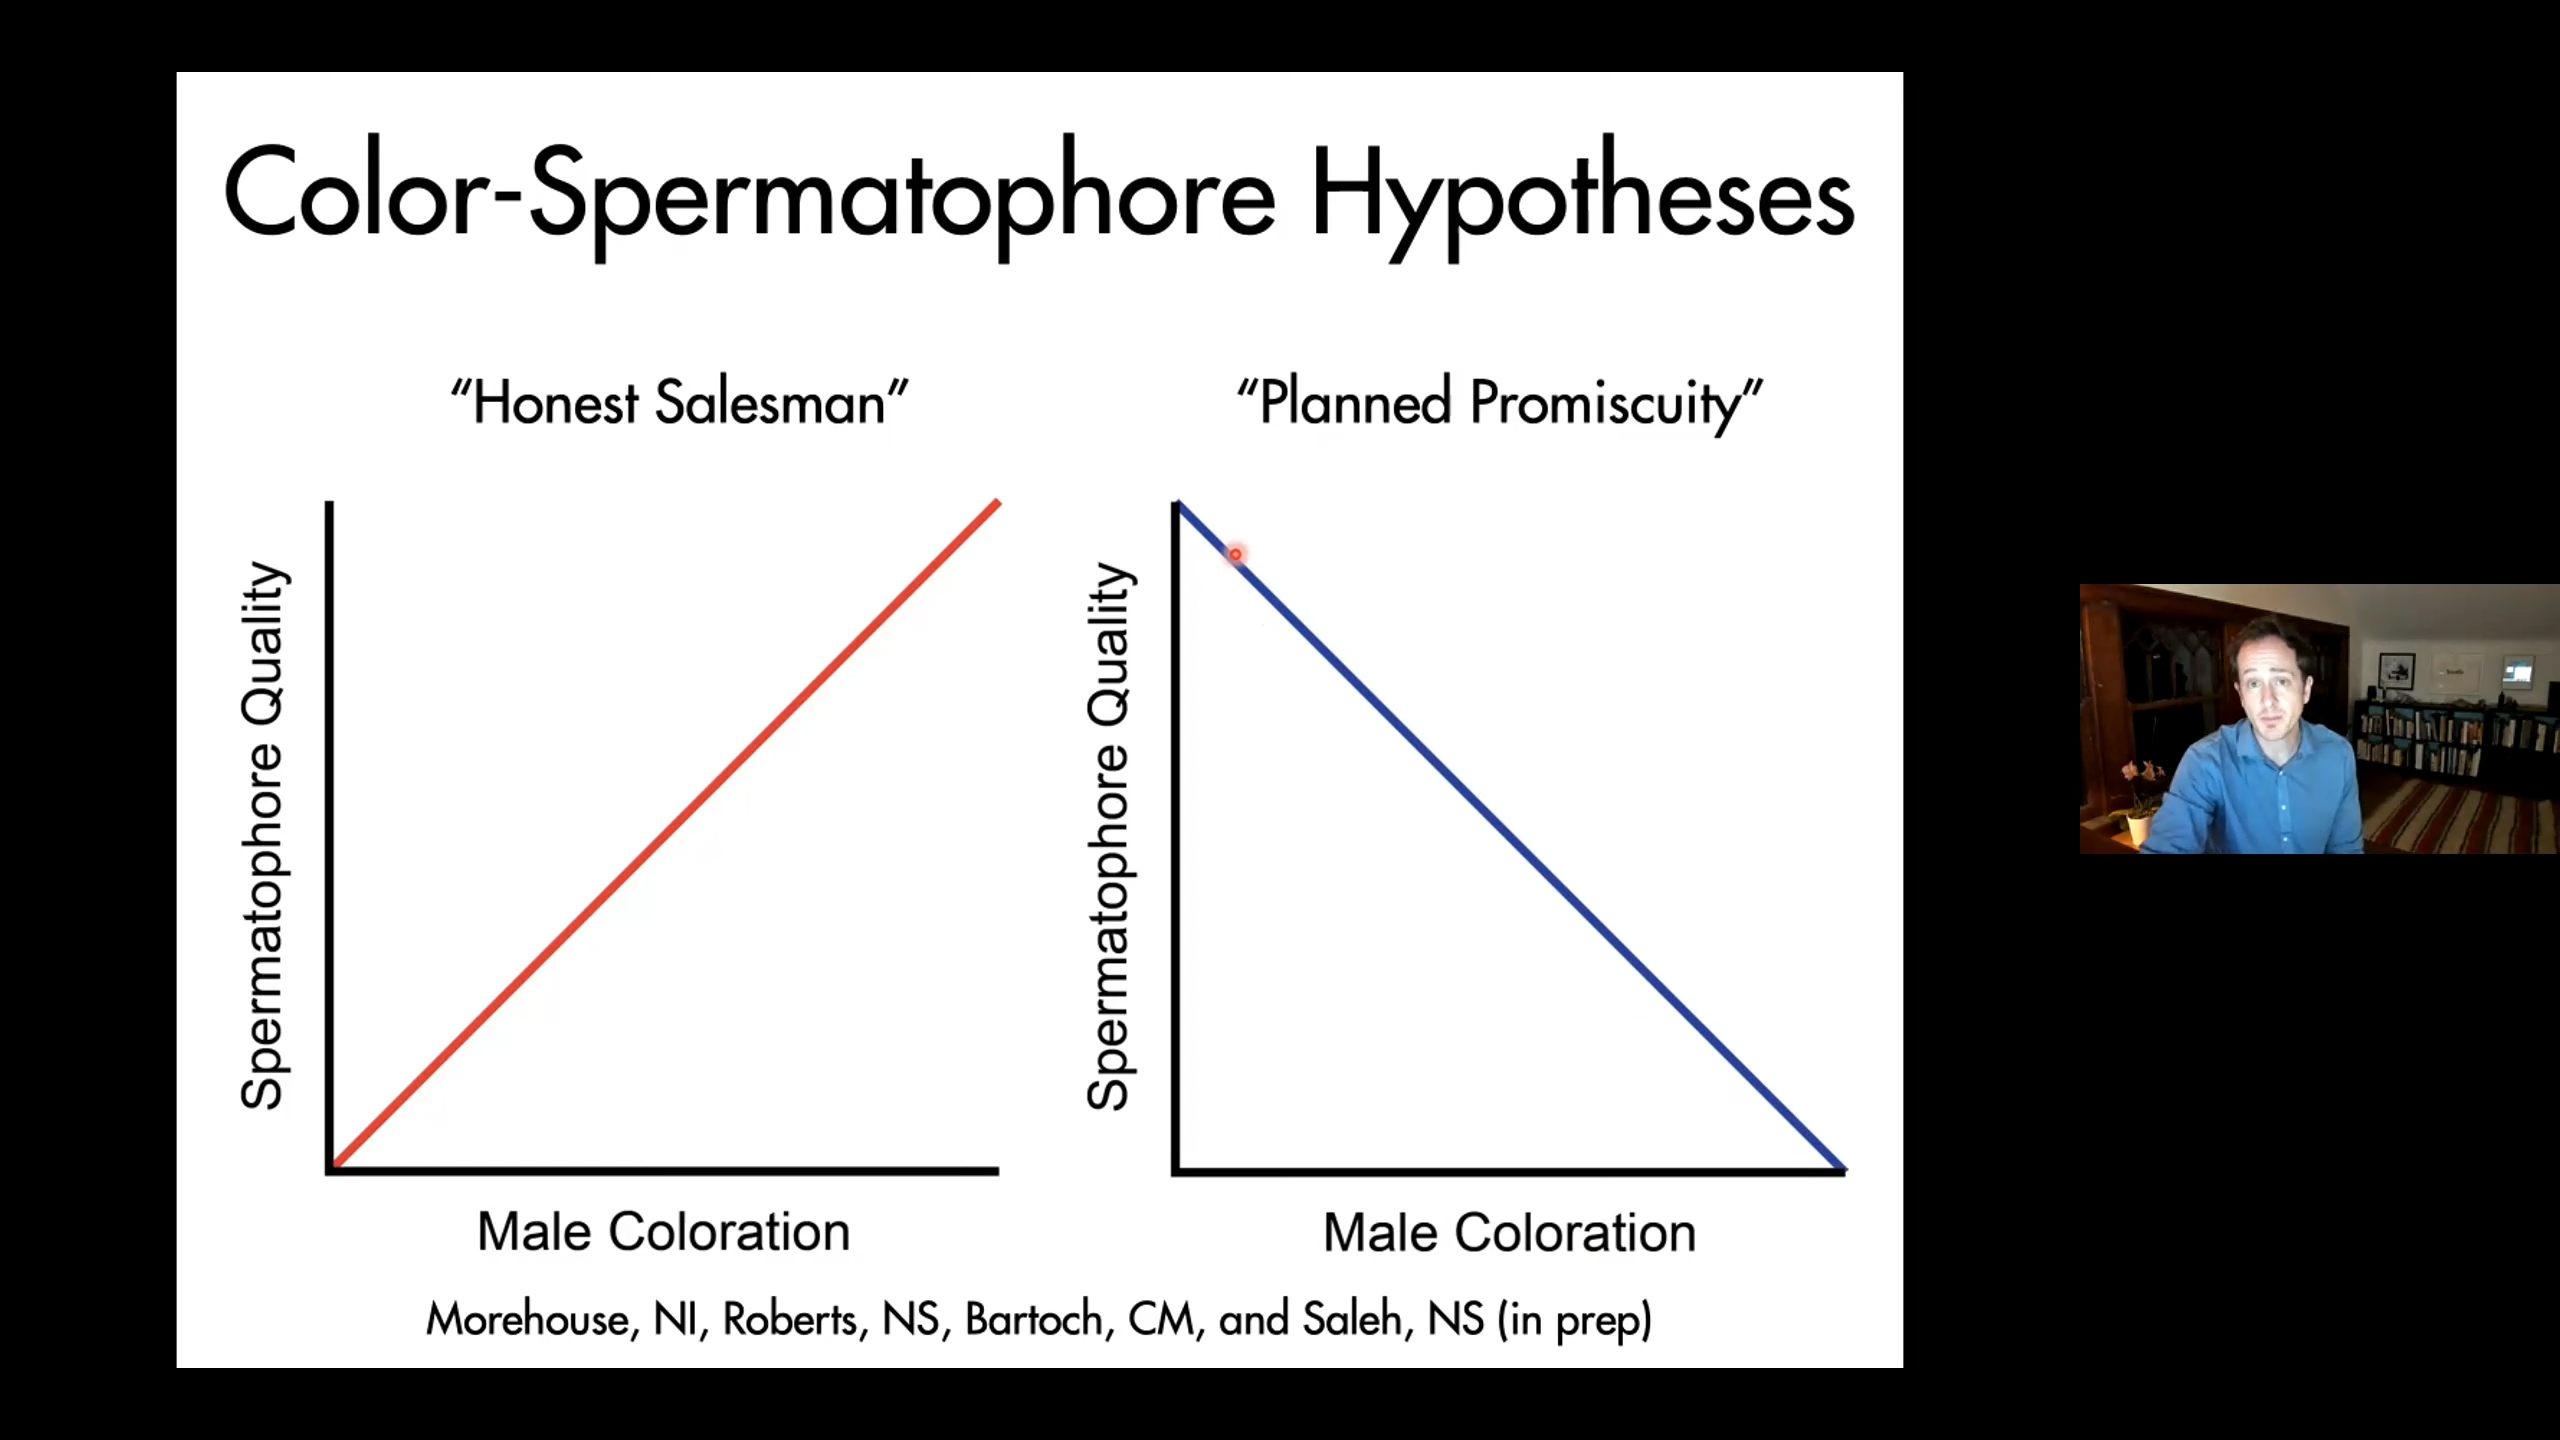 Color-Spermatophore Hypotheses
“Honest Salesman”
“Planned Promiscuity”
Spermatophore Quality
Male Coloration
Spermatophore Quality
Male Coloration
Morehouse, NI, Roberts, NS, Bartoch, CM, and Saleh, NS (in prep)